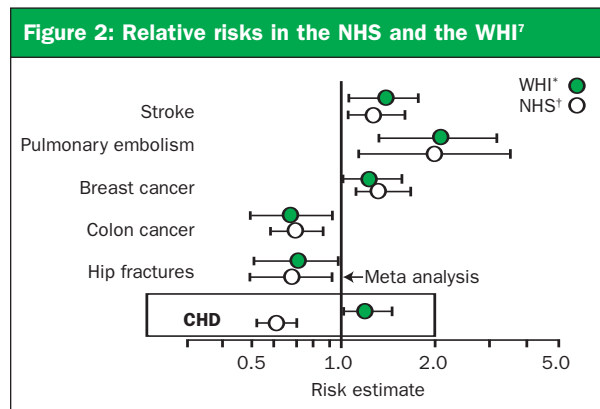 Figure 2: Relative risks in the NHS and the WHI⁷
WHI*
NHS†
Stroke
Pulmonary embolism
Breast cancer
Colon cancer
Hip fractures
Meta analysis
CHD
0.5 1.0 2.0 5.0
Risk estimate